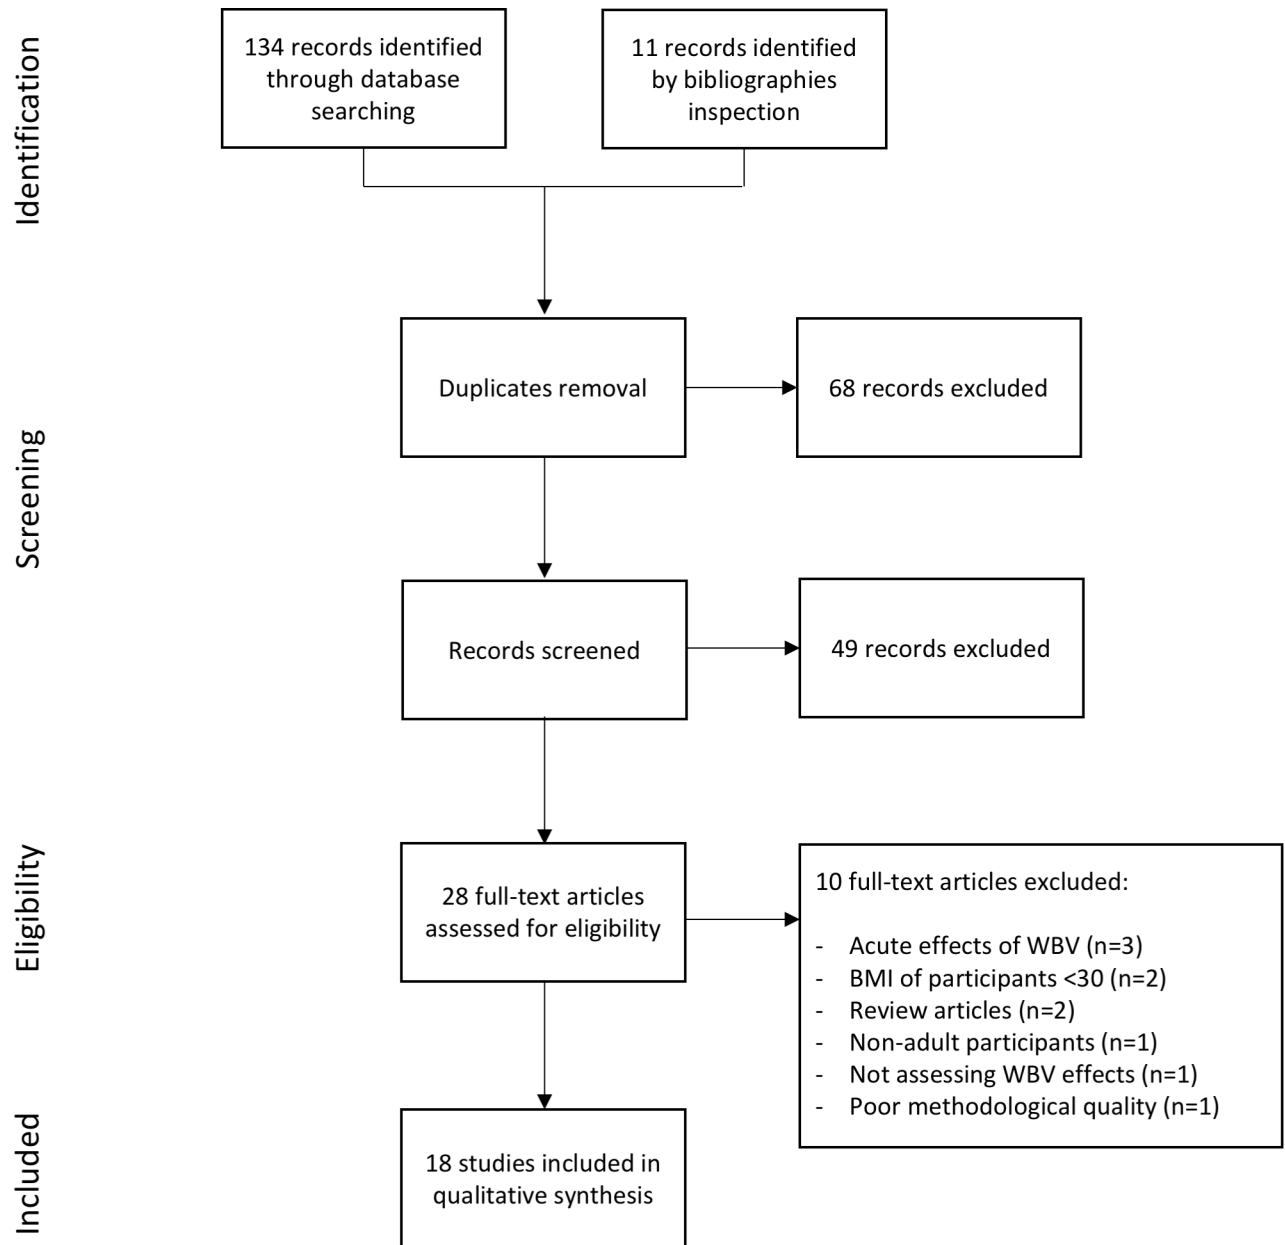 Identification
134 records identified
through database
searching
11 records identified
by bibliographies
inspection
Screening
Duplicates removal
68 records excluded
Records screened
49 records excluded
Eligibility
28 full-text articles
assessed for eligibility
10 full-text articles excluded:
- Acute effects of WBV (n=3)
- BMI of participants <30 (n=2)
- Review articles (n=2)
- Non-adult participants (n=1)
- Not assessing WBV effects (n=1)
- Poor methodological quality (n=1)
Included
18 studies included in
qualitative synthesis